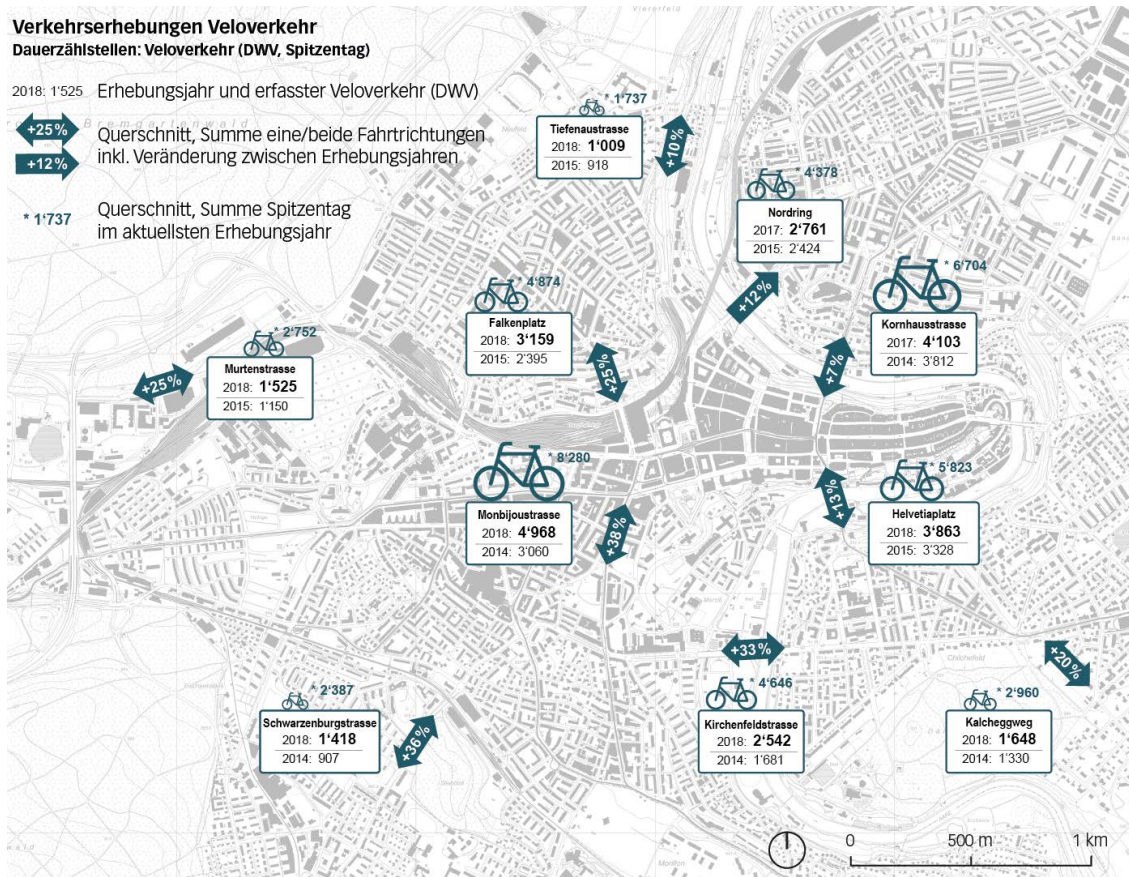 Verkehrserhebungen Veloverkehr
Dauerzählstellen: Veloverkehr (DWV, Spitzentag)
2018: 1'525 Erhebungsjahr und erfasster Veloverkehr (DWV)
+25 %
+12 %
Querschnitt, Summe eine/beide Fahrtrichtungen
inkl. Veränderung zwischen Erhebungsjahren
* 1'737
Querschnitt, Summe Spitzentag
im aktuellsten Erhebungsjahr
Bremgartenwald
* 1'737
Tiefenaustrasse
2018: 1'009
2015: 918
+10 %
* 4'378
Nordring
2017: 2'761
2015: 2'424
+12 %
* 6'704
Kornhausstrasse
2017: 4'103
2014: 3'812
+7 %
* 4'874
Falkenplatz
2018: 3'159
2015: 2'395
+25 %
* 2'752
Murtenstrasse
2018: 1'525
2015: 1'150
+25 %
* 8'280
Monbijoustrasse
2018: 4'968
2014: 3'060
+38 %
* 5'823
Helvetiaplatz
2018: 3'863
2015: 3'328
+13 %
* 2'387
Schwarzenburgstrasse
2018: 1'418
2014: 907
+36 %
+33 %
* 4'646
Kirchenfeldstrasse
2018: 2'542
2014: 1'681
+20 %
* 2'960
Kalcheggweg
2018: 1'648
2014: 1'330
0 500 m 1 km